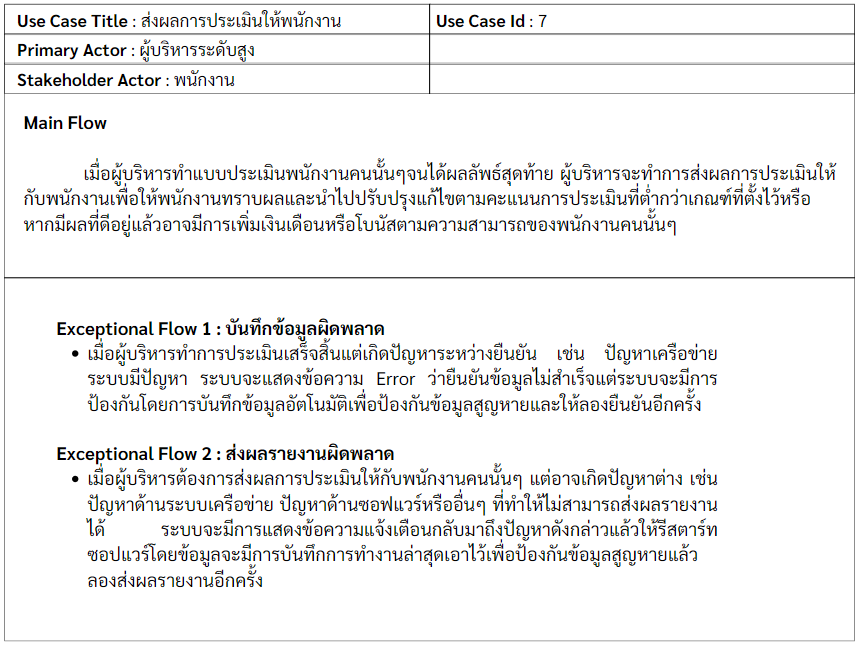 Use Case Title : ส่งผลการประเมินให้พนักงาน
Use Case Id : 7
Primary Actor : ผู้บริหารระดับสูง
Stakeholder Actor : พนักงาน
Main Flow
เมื่อผู้บริหารทำแบบประเมินพนักงานคนนั้นๆจนได้ผลลัพธ์สุดท้าย ผู้บริหารจะทำการส่งผลการประเมินให้
กับพนักงานเพื่อให้พนักงานทราบผลและนำไปปรับปรุงแก้ไขตามคะแนนการประเมินที่ต่ำกว่าเกณฑ์ที่ตั้งไว้หรือ
หากมีผลที่ดีอยู่แล้วอาจมีการเพิ่มเงินเดือนหรือโบนัสตามความสามารถของพนักงานคนนั้นๆ
Exceptional Flow 1 : บันทึกข้อมูลผิดพลาด
• เมื่อผู้บริหารทำการประเมินเสร็จสิ้นแต่เกิดปัญหาระหว่างยืนยัน เช่น ปัญหาเครือข่าย
ระบบมีปัญหา ระบบจะแสดงข้อความ Error ว่ายืนยันข้อมูลไม่สำเร็จแต่ระบบจะมีการ
ป้องกันโดยการบันทึกข้อมูลอัตโนมัติเพื่อป้องกันข้อมูลสูญหายและให้ลองยืนยันอีกครั้ง
Exceptional Flow 2 : ส่งผลรายงานผิดพลาด
• เมื่อผู้บริหารต้องการส่งผลการประเมินให้กับพนักงานคนนั้นๆ แต่อาจเกิดปัญหาต่าง เช่น
ปัญหาด้านระบบเครือข่าย ปัญหาด้านซอฟแวร์หรืออื่นๆ ที่ทำให้ไม่สามารถส่งผลรายงาน
ได้ ระบบจะมีการแสดงข้อความแจ้งเตือนกลับมาถึงปัญหาดังกล่าวแล้วให้รีสตาร์ท
ซอปแวร์โดยข้อมูลจะมีการบันทึกการทำงานล่าสุดเอาไว้เพื่อป้องกันข้อมูลสูญหายแล้ว
ลองส่งผลรายงานอีกครั้ง